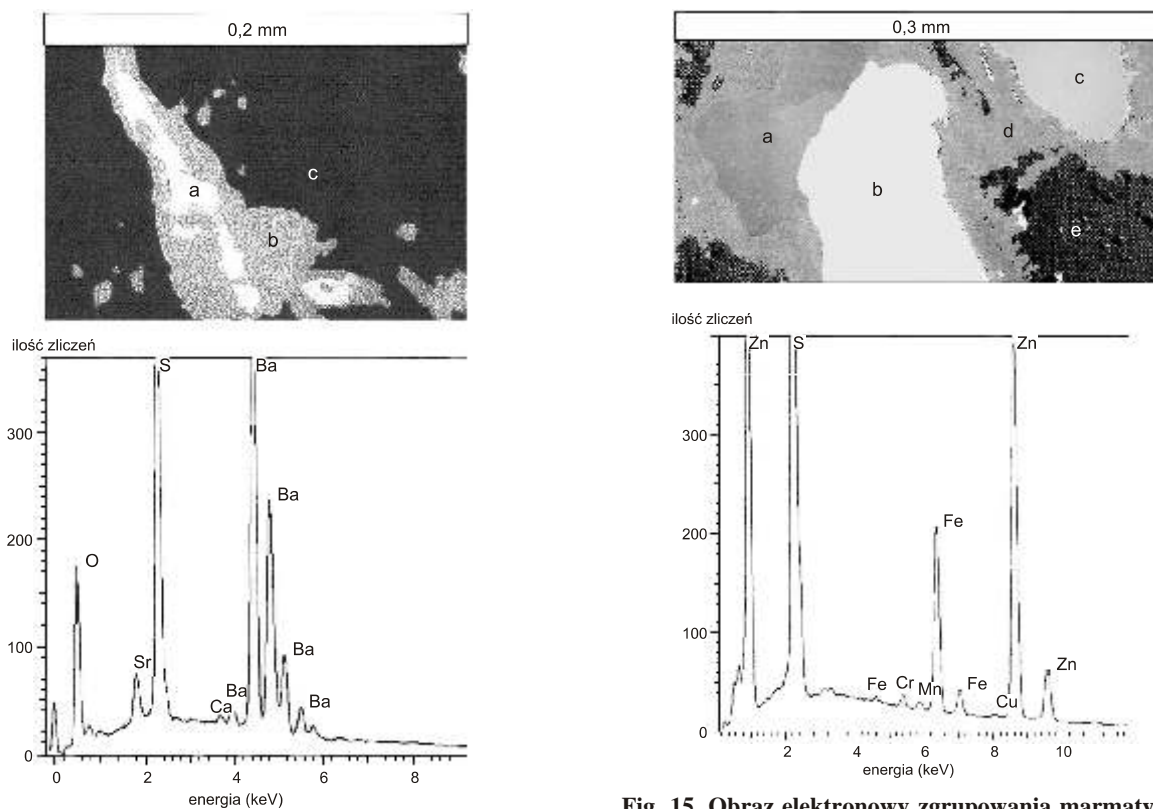 0,2 mm
a
b
c
ilość zliczeń
S
Ba
300
Ba
200
O
100
Sr
Ba
Ba
Ca
Ba
0
0 2 4 6 8
energia (keV)
0,3 mm
a
b
c
d
e
ilość zliczeń
Zn
S
Zn
300
Fe
200
100
Fe
Cr
Mn
Fe
Cu
Zn
0
2 4 6 8 10
energia (keV)
Fig. 15. Obraz elektronowy zgrupowania marmaty